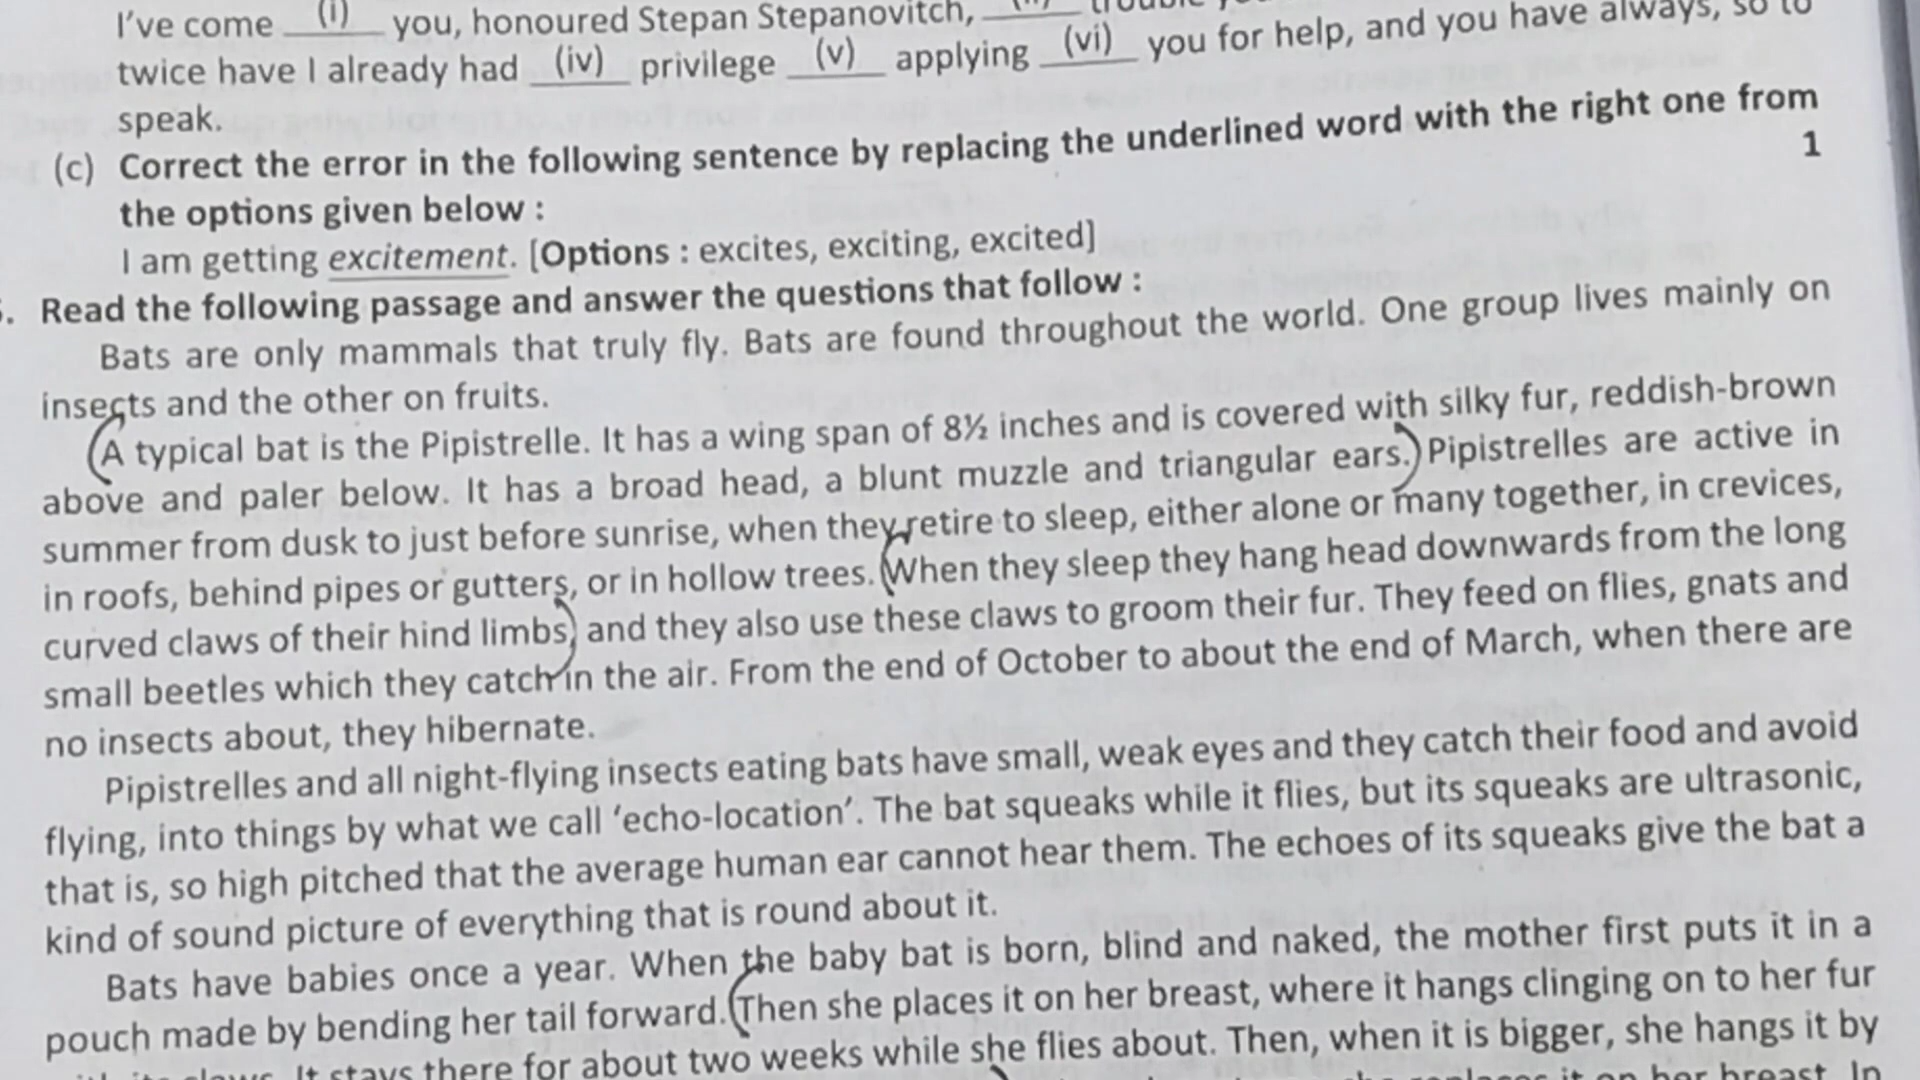 I've come (i) you, honoured Stepan Stepanovitch,
twice have I already had (iv) privilege (v) applying (vi) you for help, and you have always, so to
speak.
(c) Correct the error in the following sentence by replacing the underlined word with the right one from
the options given below : 1
I am getting excitement. [Options : excites, exciting, excited]
. Read the following passage and answer the questions that follow :
Bats are only mammals that truly fly. Bats are found throughout the world. One group lives mainly on
insects and the other on fruits.
A typical bat is the Pipistrelle. It has a wing span of 8½ inches and is covered with silky fur, reddish-brown
above and paler below. It has a broad head, a blunt muzzle and triangular ears. Pipistrelles are active in
summer from dusk to just before sunrise, when they retire to sleep, either alone or many together, in crevices,
in roofs, behind pipes or gutters, or in hollow trees. When they sleep they hang head downwards from the long
curved claws of their hind limbs, and they also use these claws to groom their fur. They feed on flies, gnats and
small beetles which they catch in the air. From the end of October to about the end of March, when there are
no insects about, they hibernate.
Pipistrelles and all night-flying insects eating bats have small, weak eyes and they catch their food and avoid
flying, into things by what we call 'echo-location'. The bat squeaks while it flies, but its squeaks are ultrasonic,
that is, so high pitched that the average human ear cannot hear them. The echoes of its squeaks give the bat a
kind of sound picture of everything that is round about it.
Bats have babies once a year. When the baby bat is born, blind and naked, the mother first puts it in a
pouch made by bending her tail forward. Then she places it on her breast, where it hangs clinging on to her fur
It stays there for about two weeks while she flies about. Then, when it is bigger, she hangs it by
it on her breast. In